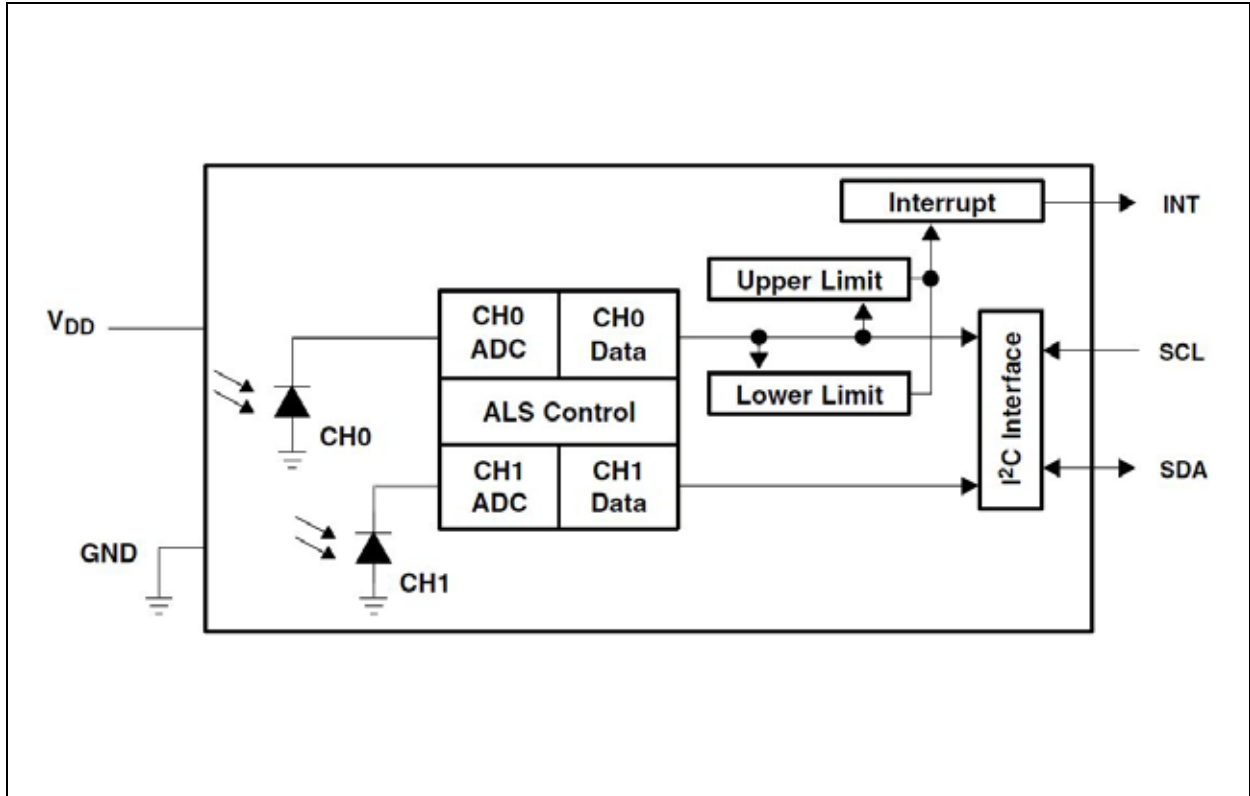 Interrupt
INT
Upper Limit
V_DD
CH0
ADC
CH0
Data
SCL
Lower Limit
ALS Control
CH0
I²C Interface
CH1
ADC
CH1
Data
SDA
GND
CH1